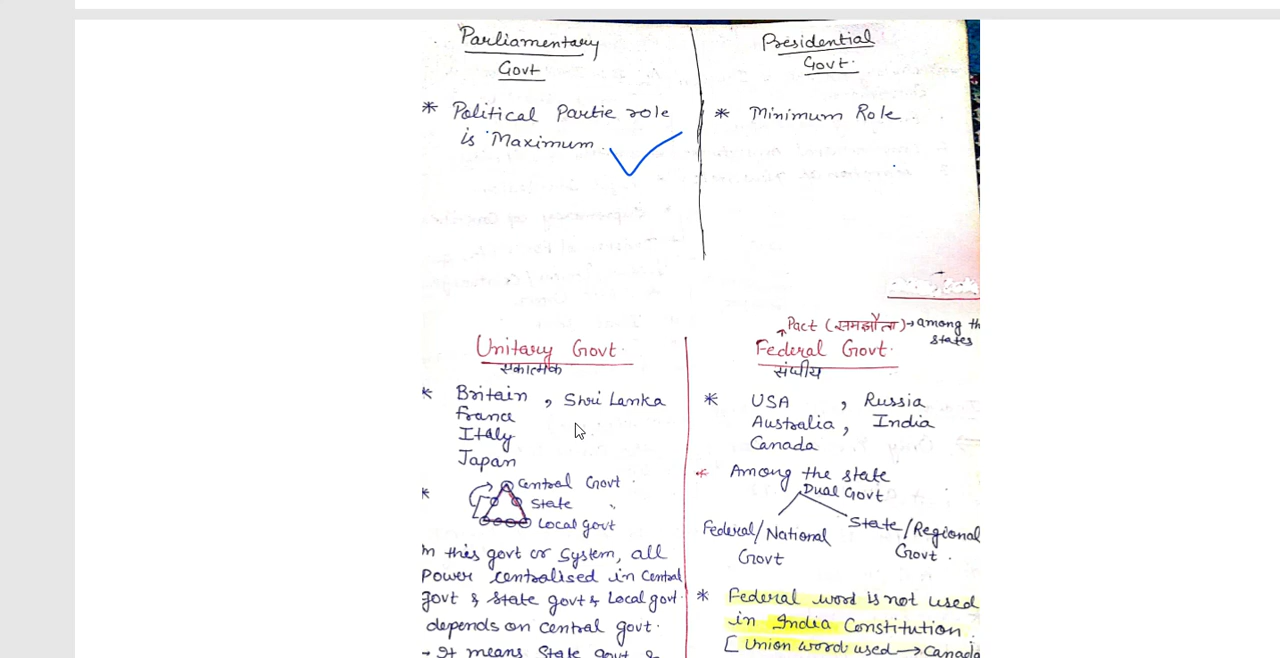 Parliamentary
Govt
* Political Partie role
is Maximum.
Presidential
Govt.
* Minimum Role.
Unitary Govt.
एकात्मक
* Britain, Shri Lanka
France
Italy
Japan
* Central Govt.
State
Local govt
In this govt or System, all
Power centralised in Central
govt & State govt & Local govt.
depends on central govt.
→ It means State govt &
Pact (समझौता)→among th
states
Federal Govt.
संघीय
* USA, Russia
Australia, India
Canada
* Among the state
Dual Govt
Federal/National
Govt
State/Regional
Govt.
* Federal word is not used
in India Constitution.
[Union word used→Canada